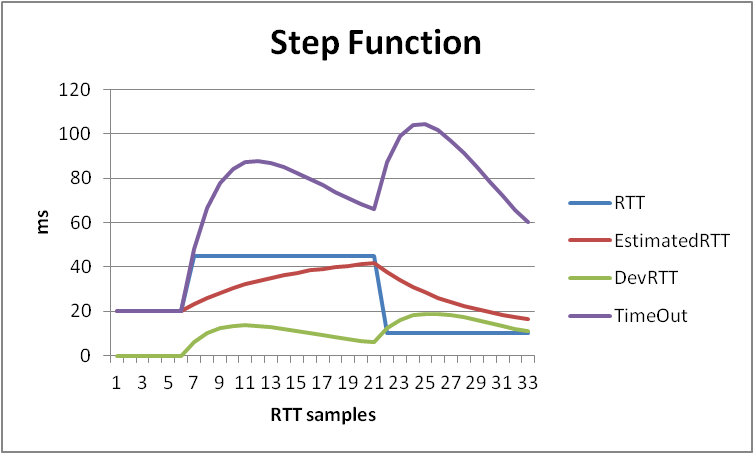 Step Function
120
100
80
60
40
20
0
ms
1 3 5 7 9 11 13 15 17 19 21 23 25 27 29 31 33
RTT samples
RTT
EstimatedRTT
DevRTT
TimeOut